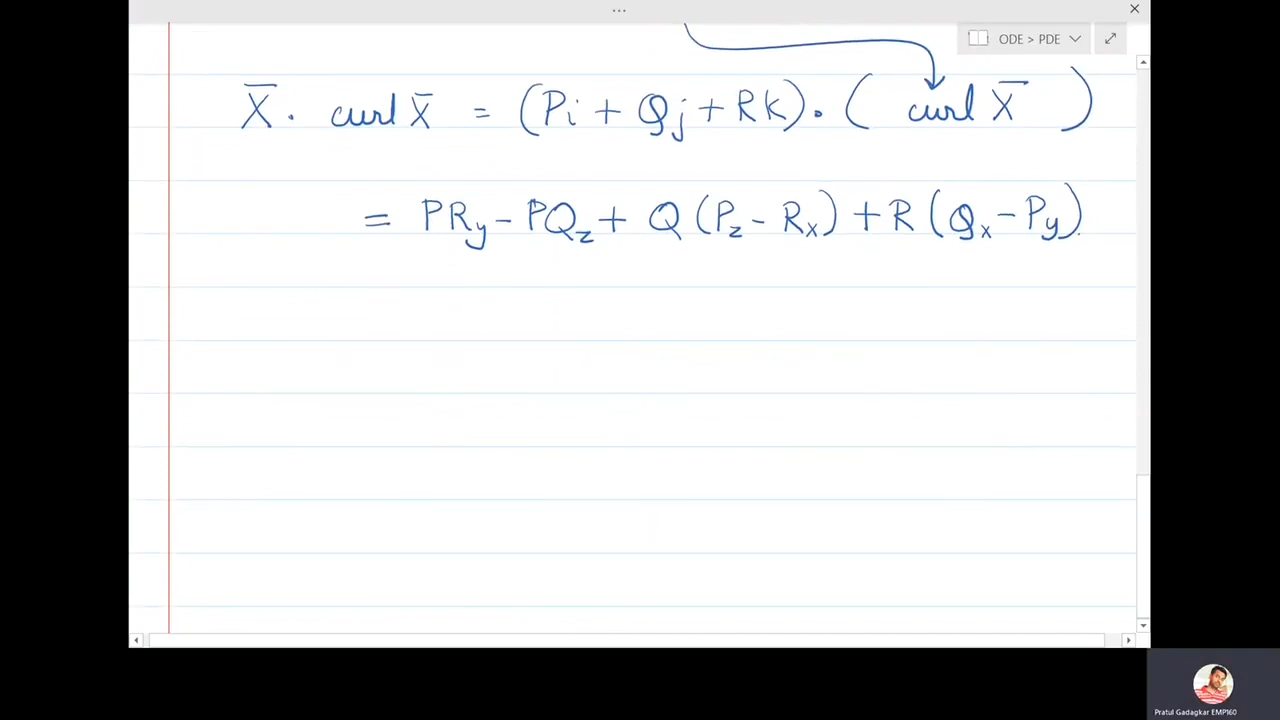 ODE > PDE
X̅ . curl X̅ = (Pi + Qj + RK) . ( curl X̅ )
= PRy - PQz + Q (Pz - Rx) + R (Qx - Py)
Pratul Gadagkar EMP160